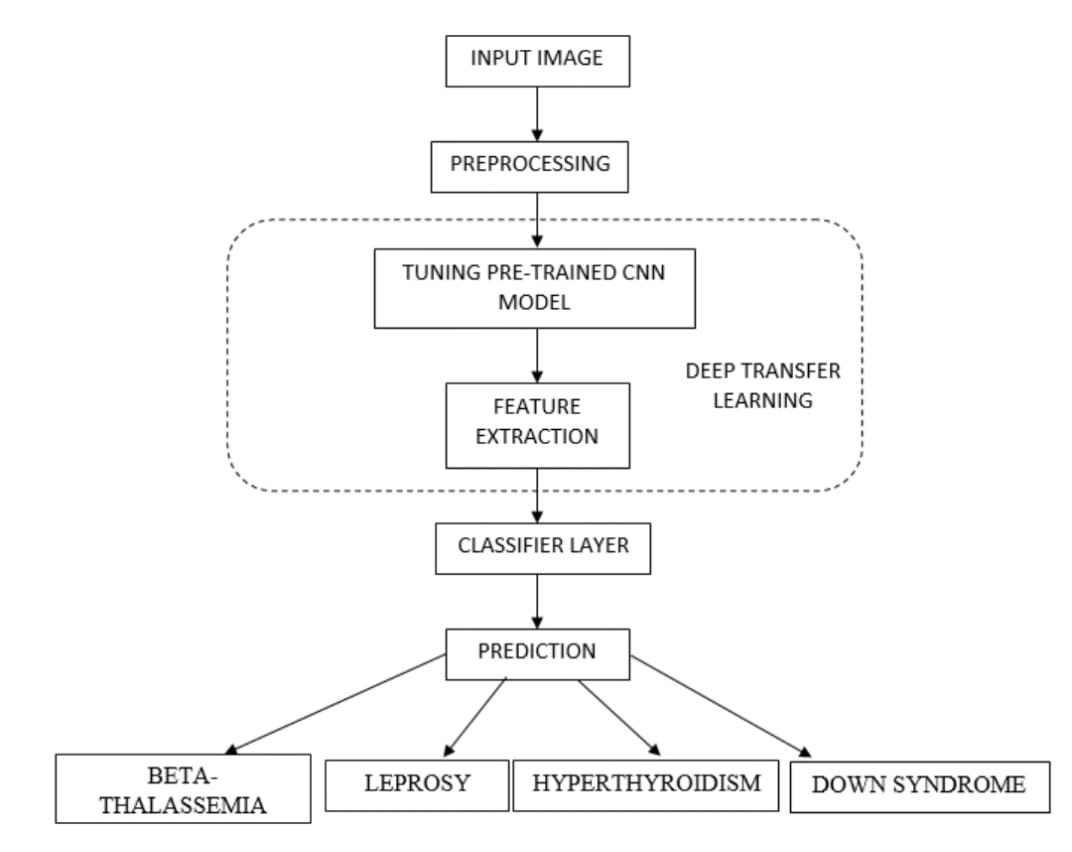 INPUT IMAGE
PREPROCESSING
TUNING PRE-TRAINED CNN
MODEL
DEEP TRANSFER
LEARNING
FEATURE
EXTRACTION
CLASSIFIER LAYER
PREDICTION
BETA-
THALASSEMIA
LEPROSY
HYPERTHYROIDISM
DOWN SYNDROME